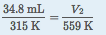 34.8 mL / 315 K = V₂ / 559 K